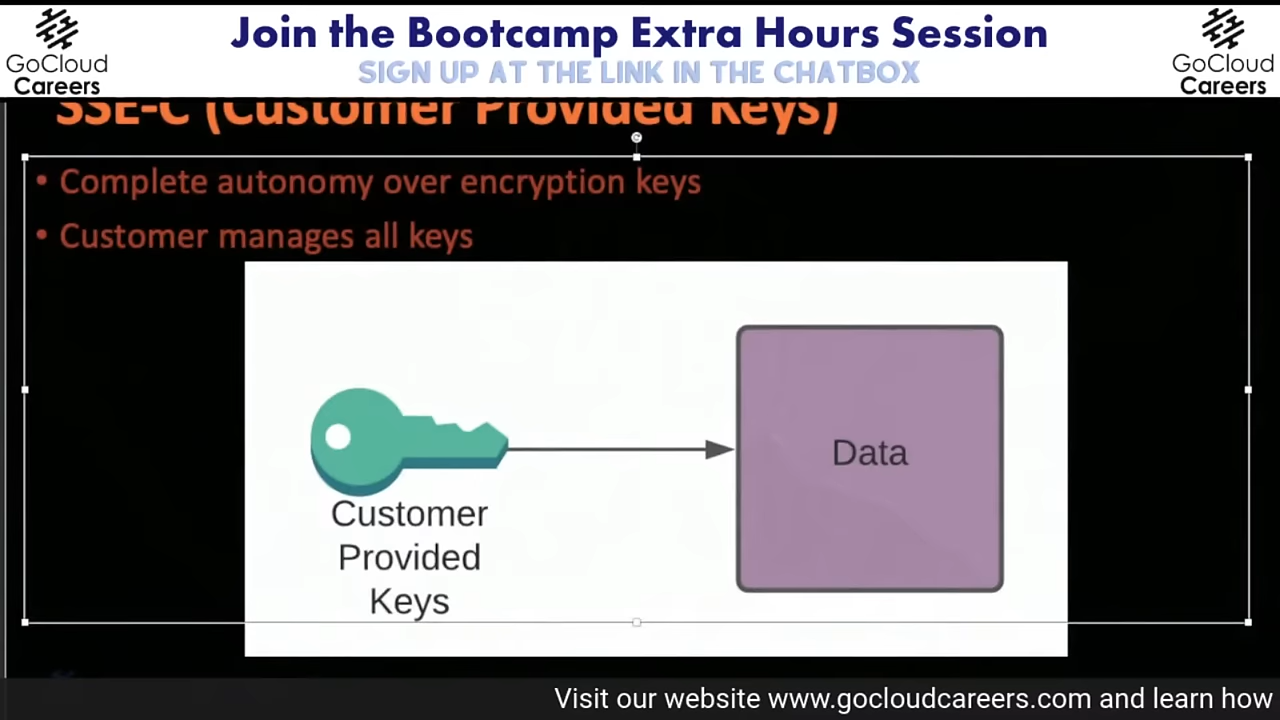 Join the Bootcamp Extra Hours Session
SIGN UP AT THE LINK IN THE CHATBOX
GoCloud
Careers
GoCloud
Careers
SSE-C (Customer Provided Keys)
• Complete autonomy over encryption keys
• Customer manages all keys
Customer
Provided
Keys
Data
Visit our website www.gocloudcareers.com and learn how